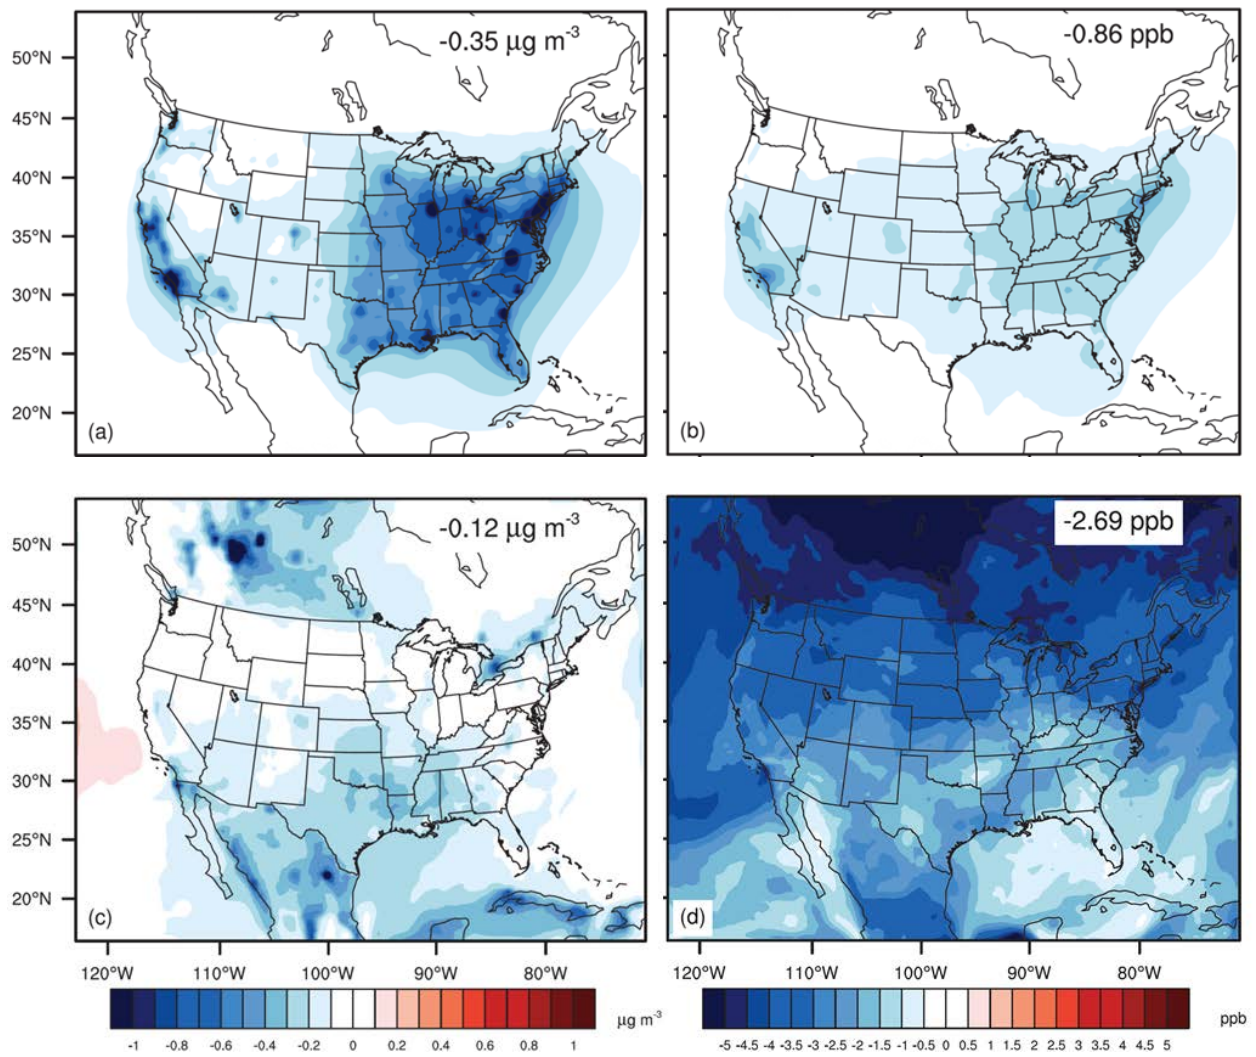 -0.35 µg m-3
-0.86 ppb
50°N
45°N
40°N
35°N
30°N
25°N
20°N
(a)
(b)
-0.12 µg m-3
-2.69 ppb
50°N
45°N
40°N
35°N
30°N
25°N
20°N
(c)
(d)
120°W 110°W 100°W 90°W 80°W
120°W 110°W 100°W 90°W 80°W
-1 -0.8 -0.6 -0.4 -0.2 0 0.2 0.4 0.6 0.8 1 µg m-3
-5 -4.5 -4 -3.5 -3 -2.5 -2 -1.5 -1 -0.5 0 0.5 1 1.5 2 2.5 3 3.5 4 4.5 5 ppb